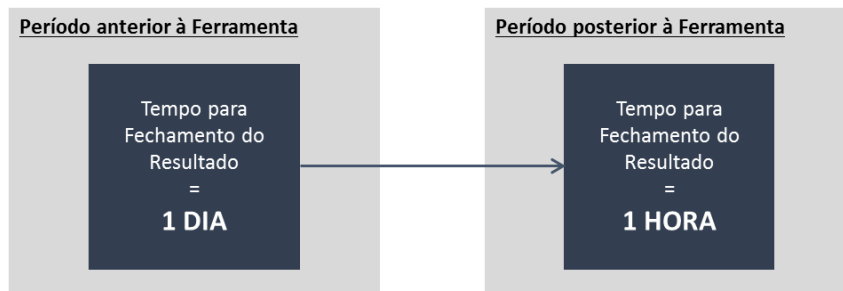 Período anterior à Ferramenta
Tempo para
Fechamento do
Resultado
=
1 DIA
Período posterior à Ferramenta
Tempo para
Fechamento do
Resultado
=
1 HORA